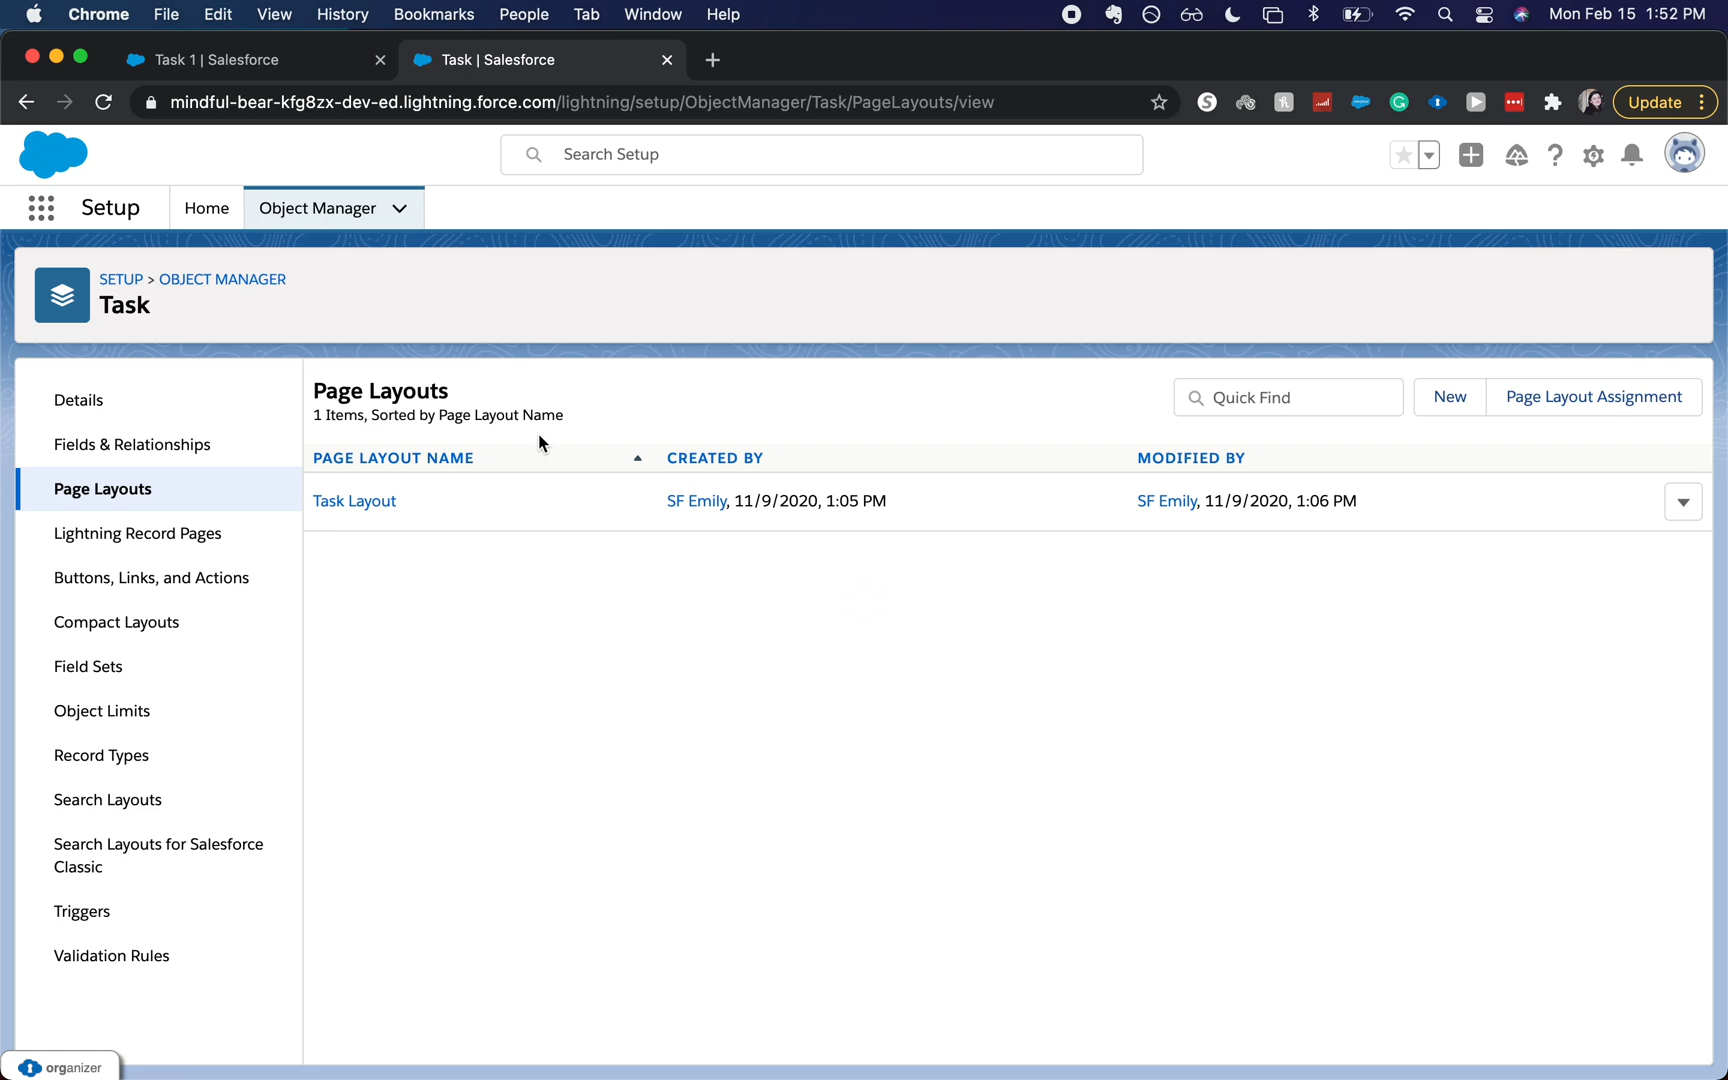 Chrome File Edit View History Bookmarks People Tab Window Help Mon Feb 15 1:52 PM
Task 1 | Salesforce Task | Salesforce
mindful-bear-kfg8zx-dev-ed.lightning.force.com/lightning/setup/ObjectManager/Task/PageLayouts/view Update
Search Setup
Setup Home Object Manager
SETUP > OBJECT MANAGER
Task
Details
Fields & Relationships
Page Layouts
Lightning Record Pages
Buttons, Links, and Actions
Compact Layouts
Field Sets
Object Limits
Record Types
Search Layouts
Search Layouts for Salesforce
Classic
Triggers
Validation Rules
Page Layouts
1 Items, Sorted by Page Layout Name
Quick Find New Page Layout Assignment
PAGE LAYOUT NAME CREATED BY MODIFIED BY
Task Layout SF Emily, 11/9/2020, 1:05 PM SF Emily, 11/9/2020, 1:06 PM
organizer